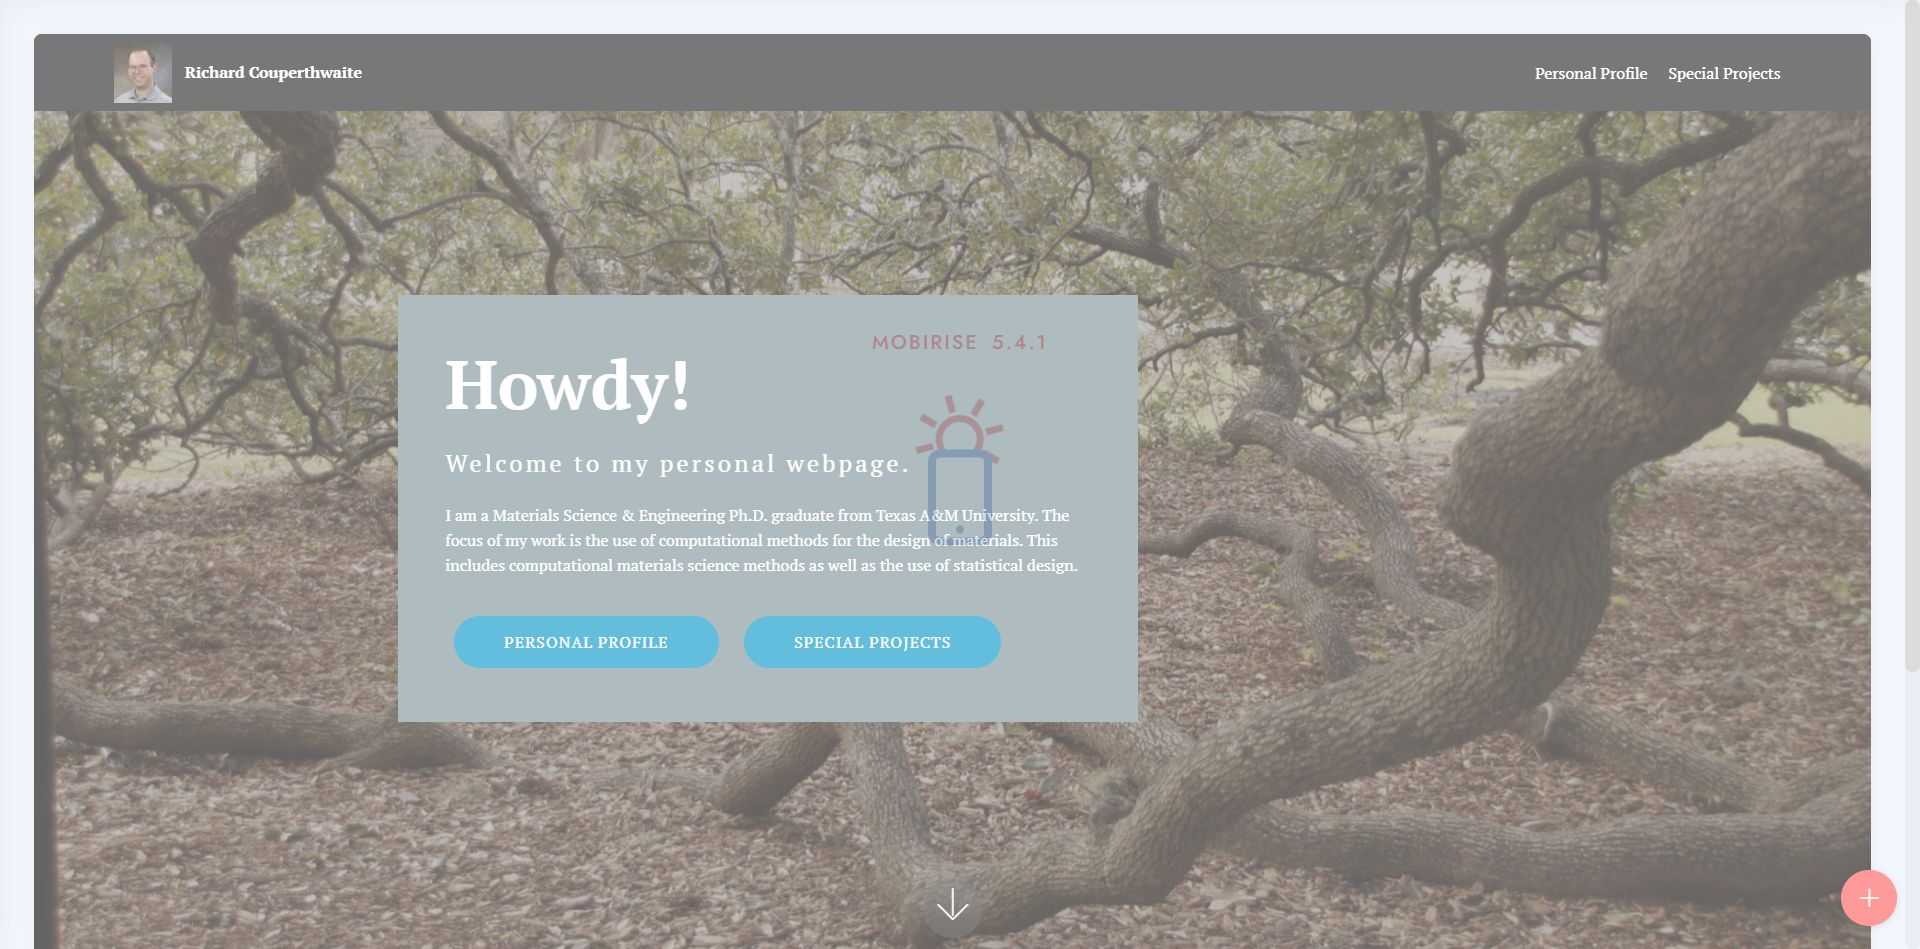 Richard Couperthwaite
Personal Profile
Special Projects
MOBIRISE 5.4.1
Howdy!
Welcome to my personal webpage.
I am a Materials Science & Engineering Ph.D. graduate from Texas A&M University. The
focus of my work is the use of computational methods for the design of materials. This
includes computational materials science methods as well as the use of statistical design.
PERSONAL PROFILE
SPECIAL PROJECTS